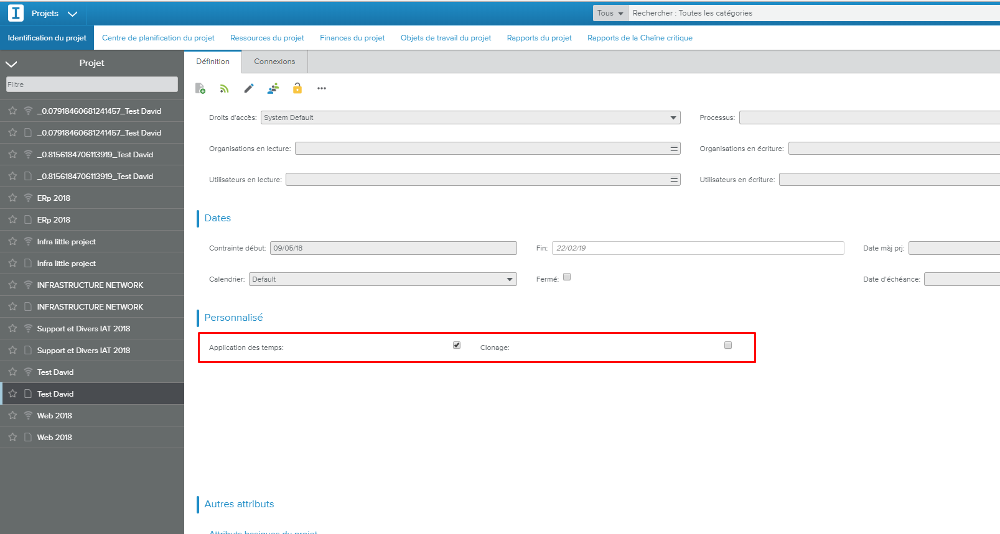 Projets
Tous
Rechercher : Toutes les catégories
Identification du projet
Centre de planification du projet
Ressources du projet
Finances du projet
Objets de travail du projet
Rapports du projet
Rapports de la Chaîne critique
Projet
Filtre
_0.07918460681241457_Test David
_0.07918460681241457_Test David
_0.8156184706113919_Test David
_0.8156184706113919_Test David
ERp 2018
ERp 2018
Infra little project
Infra little project
INFRASTRUCTURE NETWORK
INFRASTRUCTURE NETWORK
Support et Divers IAT 2018
Support et Divers IAT 2018
Test David
Test David
Web 2018
Web 2018
Définition
Connexions
Droits d'accès: System Default
Processus:
Organisations en lecture:
Organisations en écriture:
Utilisateurs en lecture:
Utilisateurs en écriture:
Dates
Contrainte début: 09/05/18
Fin: 22/02/19
Date màj prj:
Calendrier: Default
Fermé:
Date d'échéance:
Personnalisé
Application des temps:
Clonage:
Autres attributs
Attributs basiques du projet